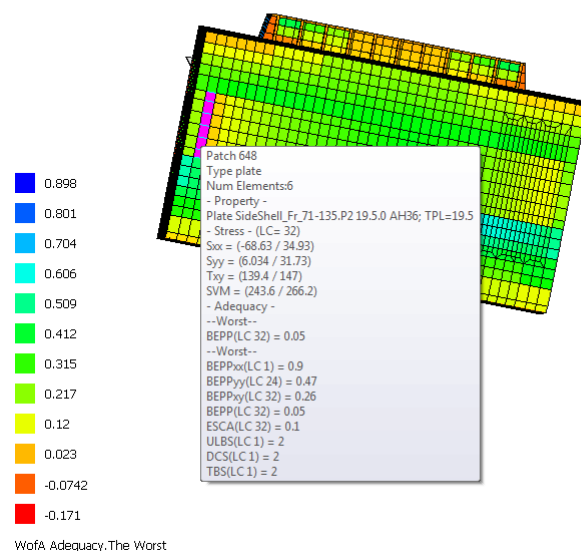 Patch 648
Type plate
Num Elements:6
- Property -
Plate SideShell_Fr_71-135.P2 19.5.0 AH36; TPL=19.5
- Stress - (LC= 32)
Sxx = (-68.63 / 34.93)
Syy = (6.034 / 31.73)
Txy = (139.4 / 147)
SVM = (243.6 / 266.2)
- Adequacy -
--Worst--
BEPP(LC 32) = 0.05
--Worst--
BEPPxx(LC 1) = 0.9
BEPPyy(LC 24) = 0.47
BEPPxy(LC 32) = 0.26
BEPP(LC 32) = 0.05
ESCA(LC 32) = 0.1
ULBS(LC 1) = 2
DCS(LC 1) = 2
TBS(LC 1) = 2
0.898
0.801
0.704
0.606
0.509
0.412
0.315
0.217
0.12
0.023
-0.0742
-0.171
WofA Adequacy.The Worst